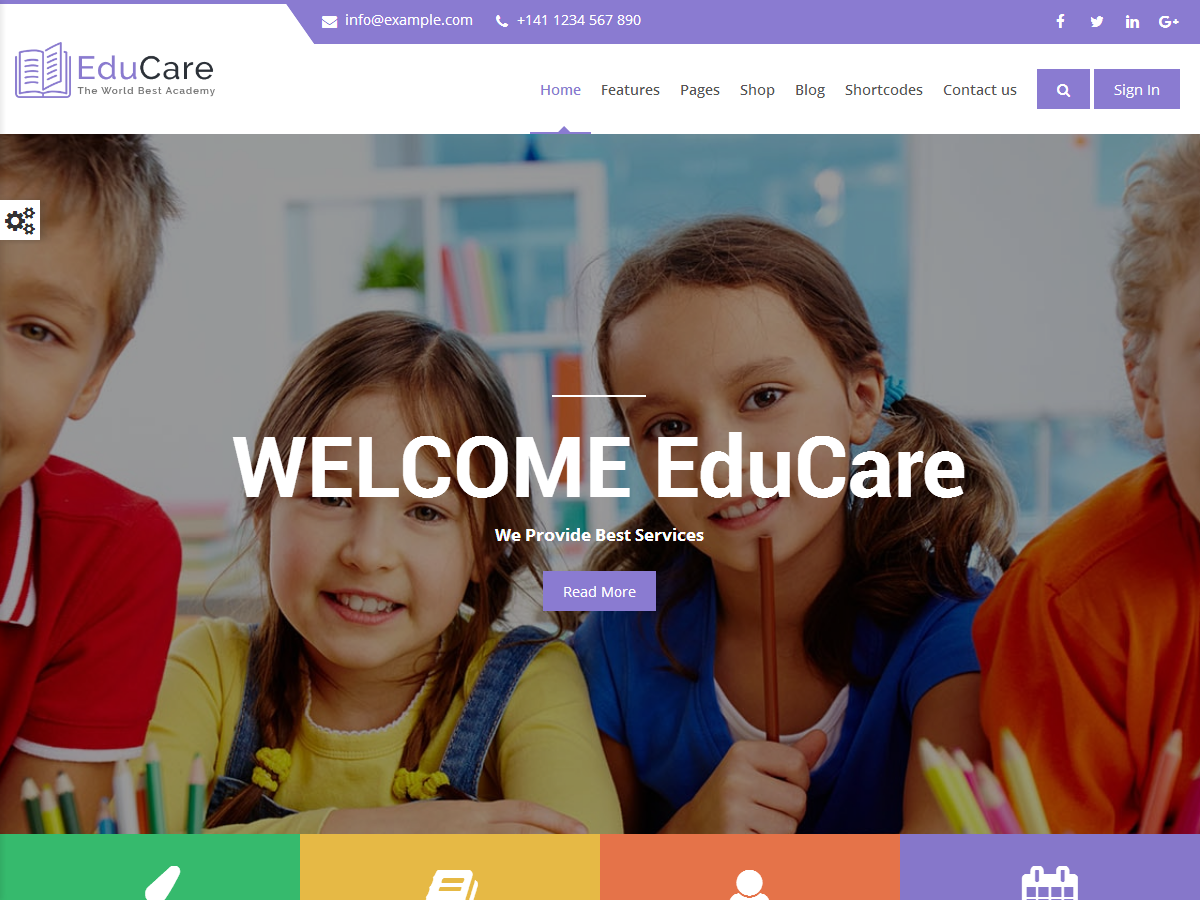 info@example.com
+141 1234 567 890
EduCare
The World Best Academy
Home
Features
Pages
Shop
Blog
Shortcodes
Contact us
Sign In
WELCOME EduCare
We Provide Best Services
Read More